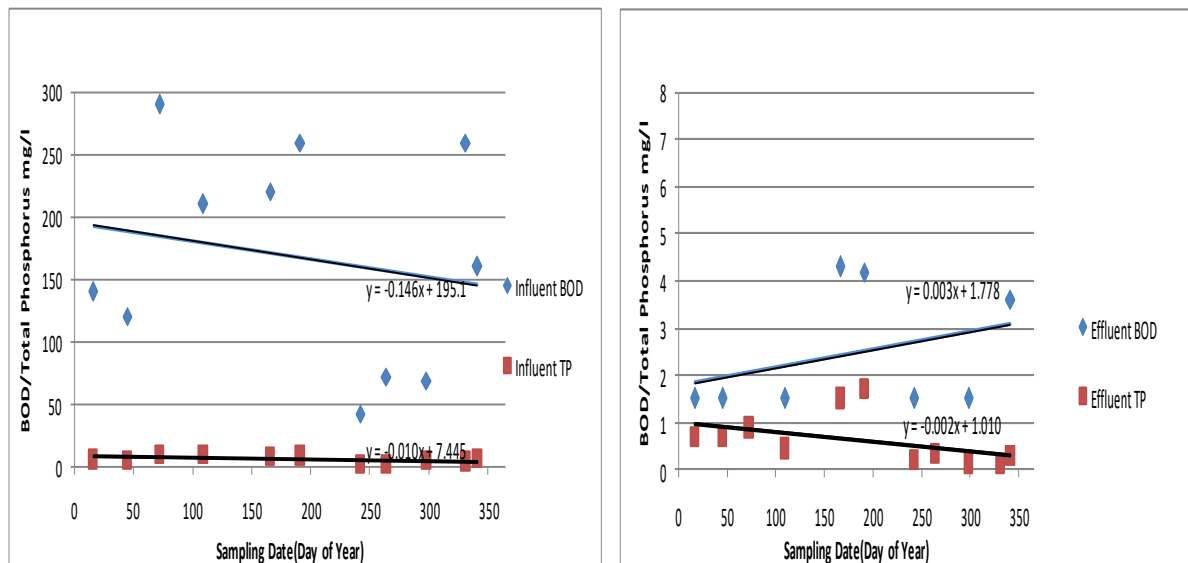 BOD/Total Phosphorus mg/l
300
250
200
150
100
50
0
y = -0.146x + 195.1
y = -0.010x + 7.445
0 50 100 150 200 250 300 350
Sampling Date(Day of Year)
Influent BOD
Influent TP
BOD/Total Phosphorus mg/l
8
7
6
5
4
3
2
1
0
y = 0.003x + 1.778
y = -0.002x + 1.010
0 50 100 150 200 250 300 350
Sampling Date(Day of Year)
Effluent BOD
Effluent TP